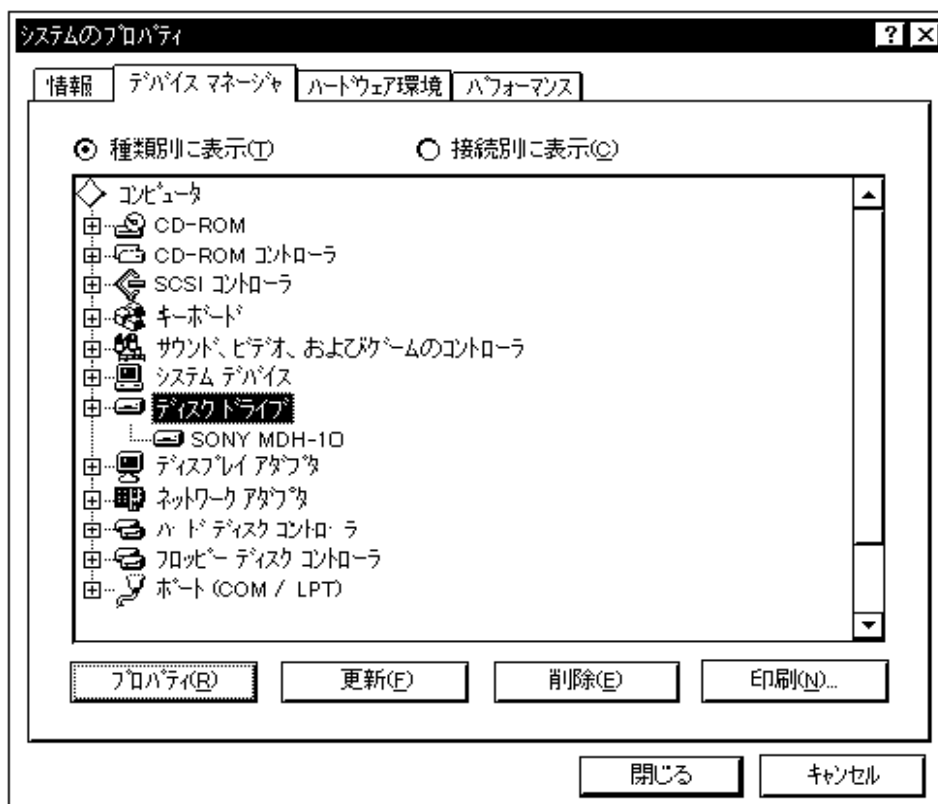 システムのプロパティ
情報 デバイス マネージャ ハードウェア環境 パフォーマンス
種類別に表示(T) 接続別に表示(C)
コンピュータ
CD-ROM
CD-ROM コントローラ
SCSI コントローラ
キーボード
サウンド、ビデオ、およびゲームのコントローラ
システム デバイス
ディスク ドライブ
SONY MDH-10
ディスプレイ アダプタ
ネットワーク アダプタ
ハード ディスク コントローラ
フロッピー ディスク コントローラ
ポート (COM / LPT)
プロパティ(R) 更新(F) 削除(E) 印刷(N)...
閉じる キャンセル